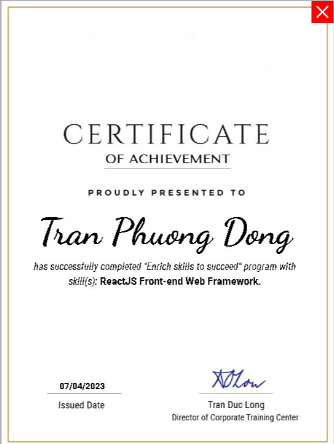 CERTIFICATE
OF ACHIEVEMENT
PROUDLY PRESENTED TO
Tran Phuong Dong
has successfully completed "Enrich skills to succeed" program with
skill(s): ReactJS Front-end Web Framework.
07/04/2023
Issued Date
Tran Duc Long
Director of Corporate Training Center